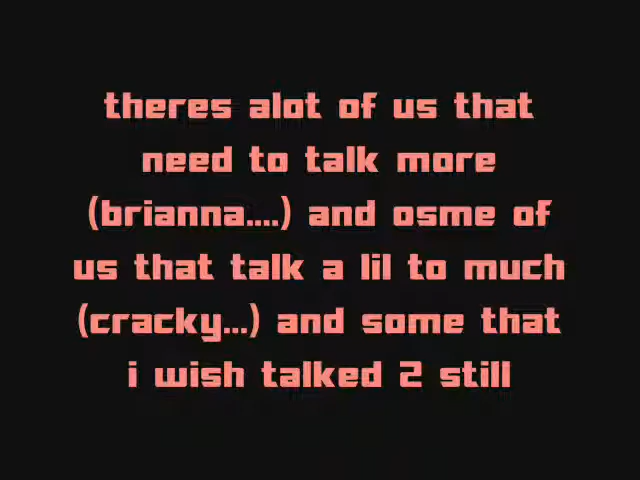 theres alot of us that
need to talk more
(brianna....) and osme of
us that talk a lil to much
(cracky...) and some that
i wish talked 2 still